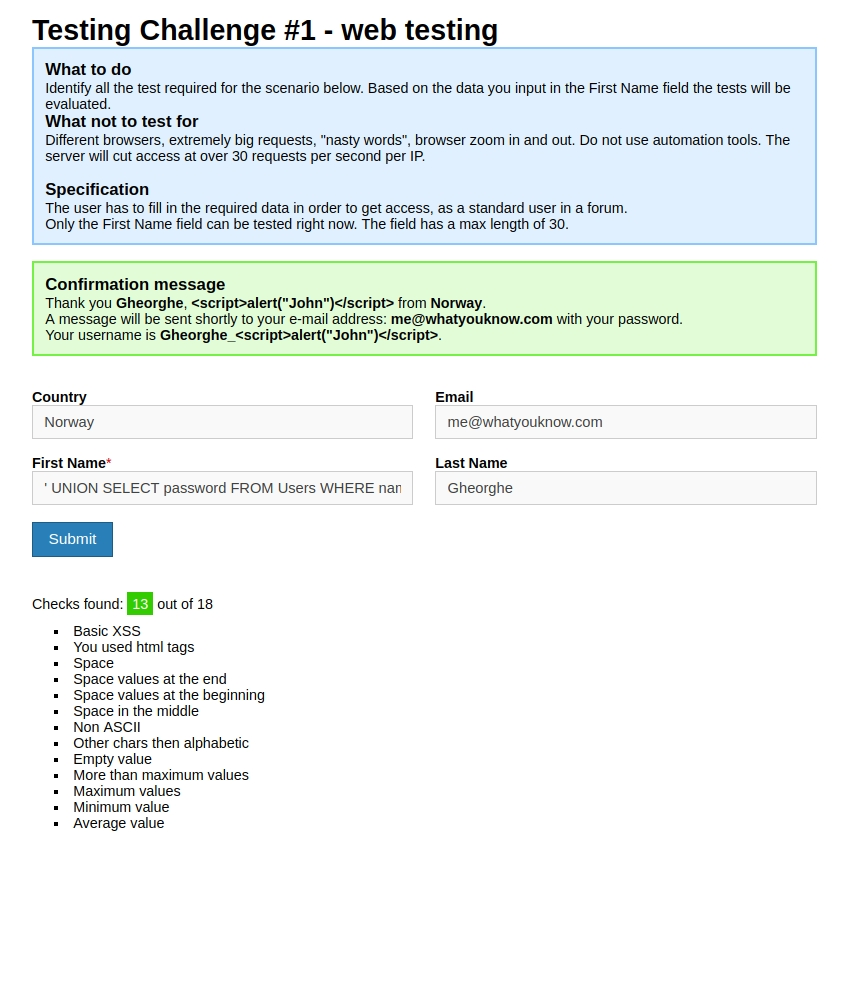 Testing Challenge #1 - web testing
What to do
Identify all the test required for the scenario below. Based on the data you input in the First Name field the tests will be
evaluated.
What not to test for
Different browsers, extremely big requests, "nasty words", browser zoom in and out. Do not use automation tools. The
server will cut access at over 30 requests per second per IP.
Specification
The user has to fill in the required data in order to get access, as a standard user in a forum.
Only the First Name field can be tested right now. The field has a max length of 30.
Confirmation message
Thank you Gheorghe, <script>alert("John")</script> from Norway.
A message will be sent shortly to your e-mail address: me@whatyouknow.com with your password.
Your username is Gheorghe_<script>alert("John")</script>.
Country Email
Norway me@whatyouknow.com
First Name* Last Name
' UNION SELECT password FROM Users WHERE nam Gheorghe
Submit
Checks found: 13 out of 18
▪ Basic XSS
▪ You used html tags
▪ Space
▪ Space values at the end
▪ Space values at the beginning
▪ Space in the middle
▪ Non ASCII
▪ Other chars then alphabetic
▪ Empty value
▪ More than maximum values
▪ Maximum values
▪ Minimum value
▪ Average value